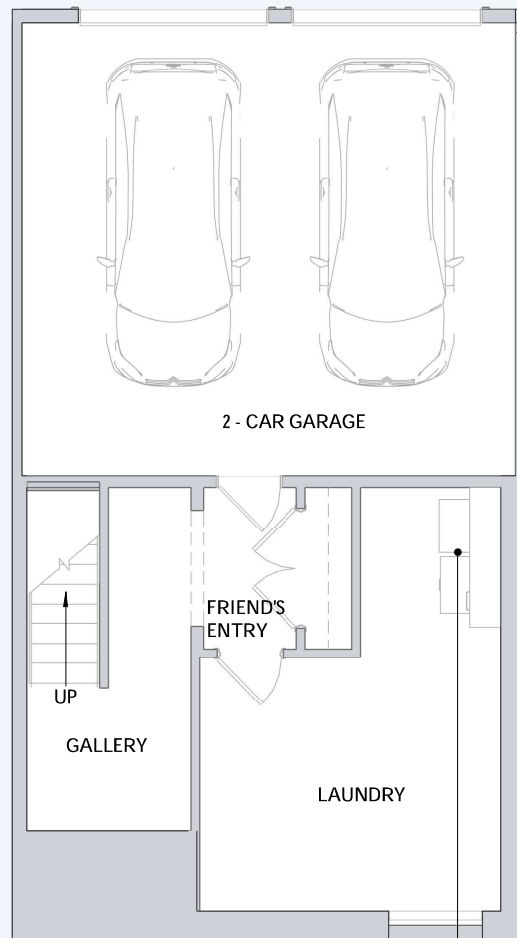 2 - CAR GARAGE
FRIEND'S
ENTRY
UP
GALLERY
LAUNDRY